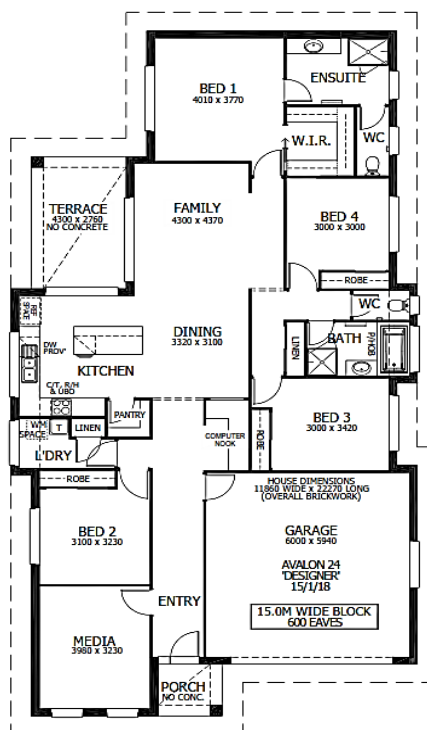 BED 1
4010 x 3770
ENSUITE
W.I.R.
WC
TERRACE
4300 x 2760
NO CONCRETE
FAMILY
4300 x 4370
BED 4
3000 x 3000
ROBE
REF
SPACE
WC
DW
PROV'
KITCHEN
DINING
3320 x 3100
LINEN
BATH
P/HOB
C/T, R/H
& UBO
PANTRY
WM
SPACE
T
LINEN
L'DRY
COMPUTER
NOOK
ROBE
BED 3
3000 x 3420
ROBE
BED 2
3100 x 3230
HOUSE DIMENSIONS
11860 WIDE x 22270 LONG
(OVERALL BRICKWORK)
GARAGE
6000 x 5940
AVALON 24
'DESIGNER'
15/1/18
15.0M WIDE BLOCK
600 EAVES
ENTRY
MEDIA
3980 x 3230
PORCH
NO CONC.